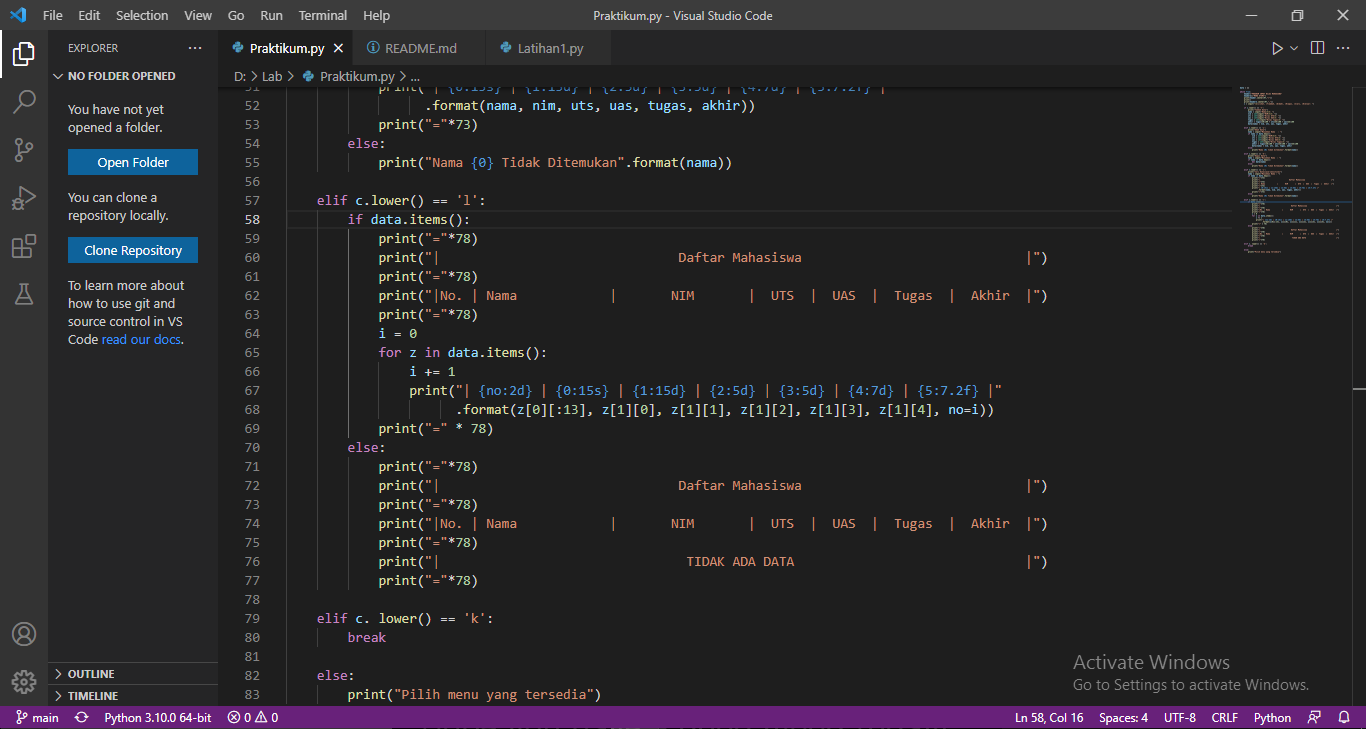 File Edit Selection View Go Run Terminal Help Praktikum.py - Visual Studio Code
EXPLORER
NO FOLDER OPENED
You have not yet
opened a folder.
Open Folder
You can clone a
repository locally.
Clone Repository
To learn more about
how to use git and
source control in VS
Code read our docs.
OUTLINE
TIMELINE
Praktikum.py README.md Latihan1.py
D: > Lab > Praktikum.py > ...
51 print("| {0:15s} | {1:15d} | {2:5d} | {3:5d} | {4:7d} | {5:7.2f} |"
52 .format(nama, nim, uts, uas, tugas, akhir))
53 print("="*73)
54 else:
55 print("Nama {0} Tidak Ditemukan".format(nama))
56
57 elif c.lower() == 'l':
58 if data.items():
59 print("="*78)
60 print("| Daftar Mahasiswa |")
61 print("="*78)
62 print("|No. | Nama | NIM | UTS | UAS | Tugas | Akhir |")
63 print("="*78)
64 i = 0
65 for z in data.items():
66 i += 1
67 print("| {no:2d} | {0:15s} | {1:15d} | {2:5d} | {3:5d} | {4:7d} | {5:7.2f} |"
68 .format(z[0][:13], z[1][0], z[1][1], z[1][2], z[1][3], z[1][4], no=i))
69 print("=" * 78)
70 else:
71 print("="*78)
72 print("| Daftar Mahasiswa |")
73 print("="*78)
74 print("|No. | Nama | NIM | UTS | UAS | Tugas | Akhir |")
75 print("="*78)
76 print("| TIDAK ADA DATA |")
77 print("="*78)
78
79 elif c. lower() == 'k':
80 break
81
82 else:
83 print("Pilih menu yang tersedia")
Activate Windows
Go to Settings to activate Windows.
main Python 3.10.0 64-bit 0 0 Ln 58, Col 16 Spaces: 4 UTF-8 CRLF Python